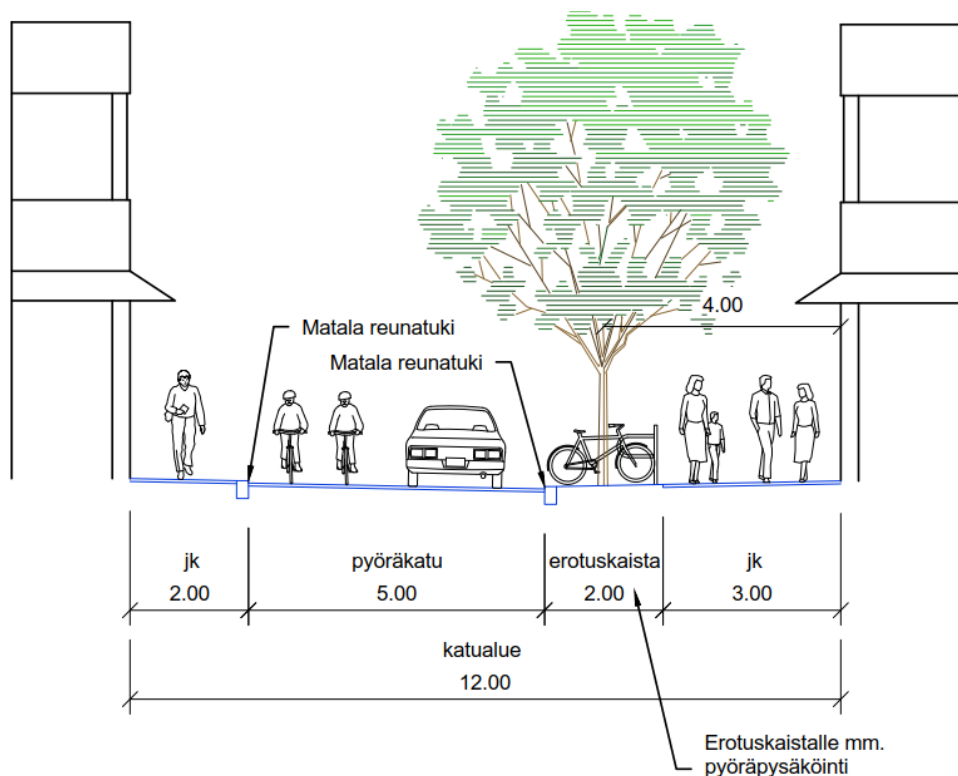 4.00
Matala reunatuki
Matala reunatuki
jk
2.00
pyöräkatu
5.00
erotuskaista
2.00
jk
3.00
katualue
12.00
Erotuskaistalle mm.
pyöräpysäköinti